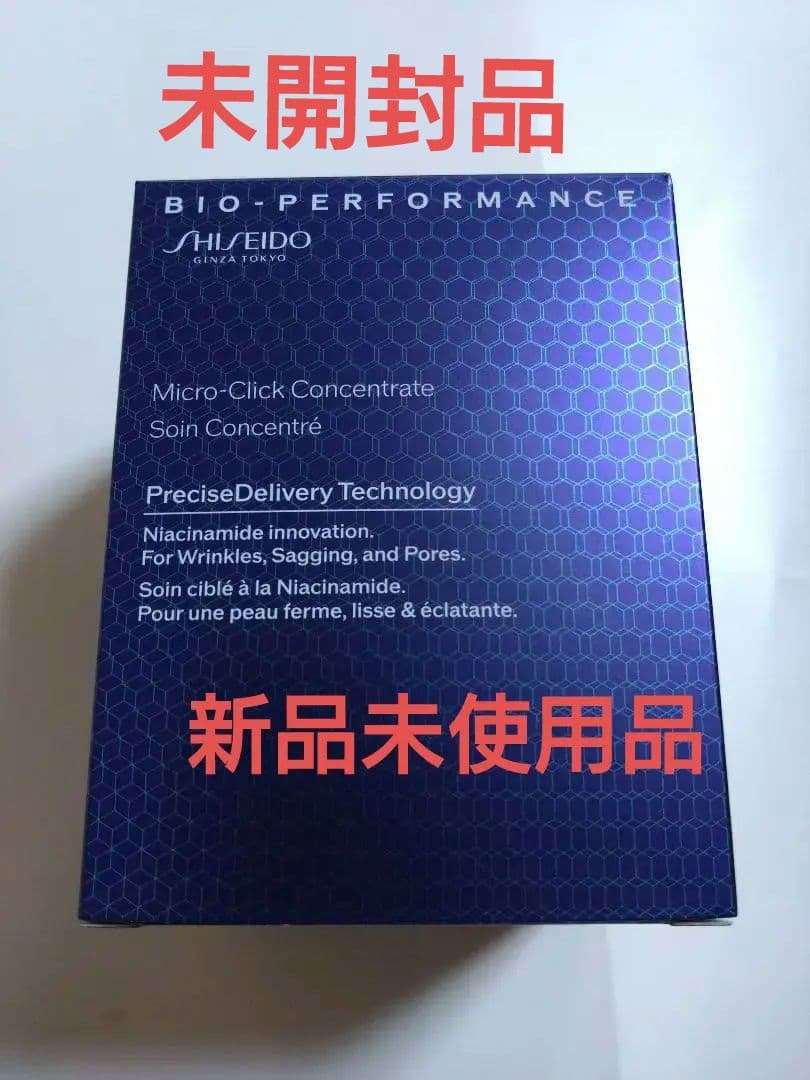 未開封品
BIO-PERFORMANCE
SHISEIDO
GINZA TOKYO
Micro-Click Concentrate
Soin Concentré
PreciseDelivery Technology
Niacinamide innovation.
For Wrinkles, Sagging, and Pores.
Soin ciblé à la Niacinamide.
Pour une peau ferme, lisse & éclatante.
新品未使用品